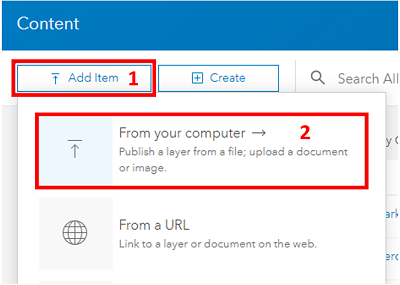 Content
Add Item 1
Create
Search All
From your computer → 2
Publish a layer from a file; upload a document
or image.
From a URL
Link to a layer or document on the web.